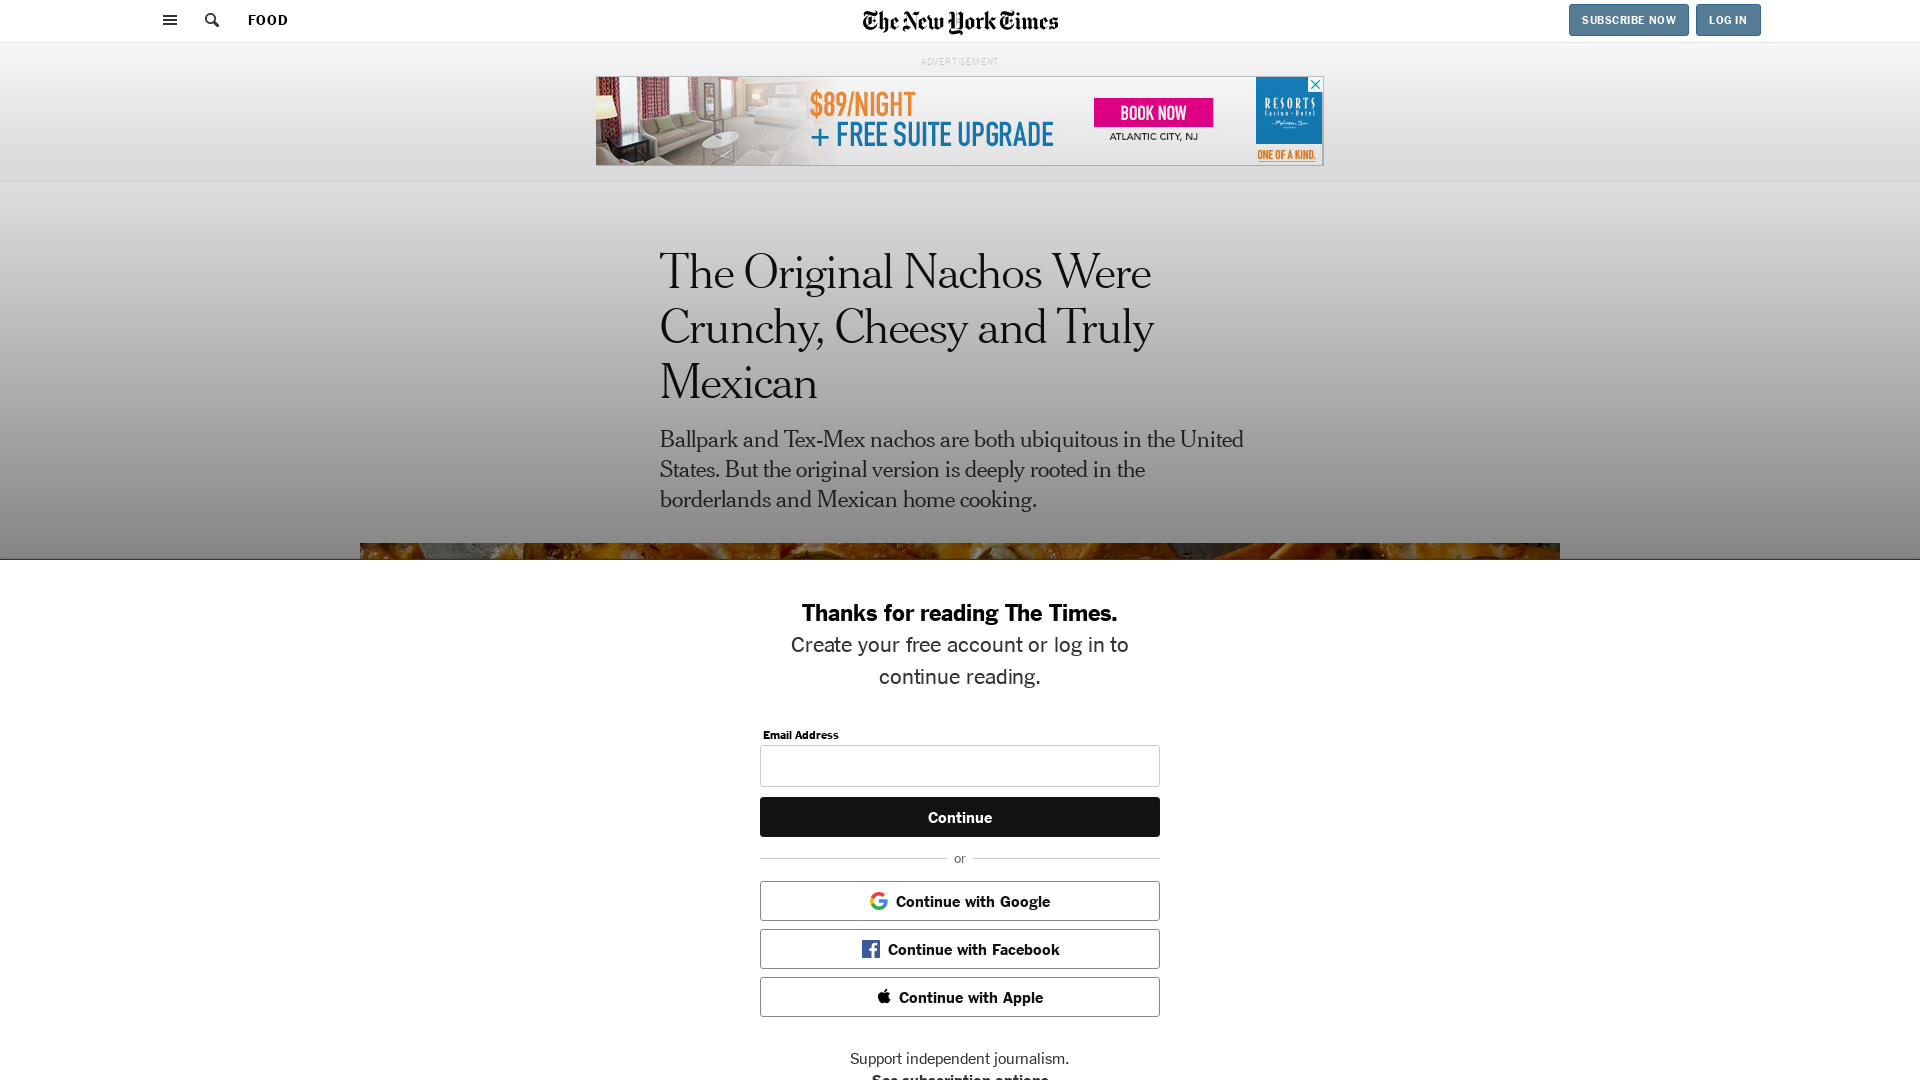 FOOD
The New York Times
SUBSCRIBE NOW
LOG IN
ADVERTISEMENT
$89/NIGHT
+ FREE SUITE UPGRADE
BOOK NOW
ATLANTIC CITY, NJ
RESORTS
Casino • Hotel
ONE OF A KIND.
The Original Nachos Were
Crunchy, Cheesy and Truly
Mexican
Ballpark and Tex-Mex nachos are both ubiquitous in the United
States. But the original version is deeply rooted in the
borderlands and Mexican home cooking.
Thanks for reading The Times.
Create your free account or log in to
continue reading.
Email Address
Continue
or
Continue with Google
Continue with Facebook
Continue with Apple
Support independent journalism.
See subscription options.